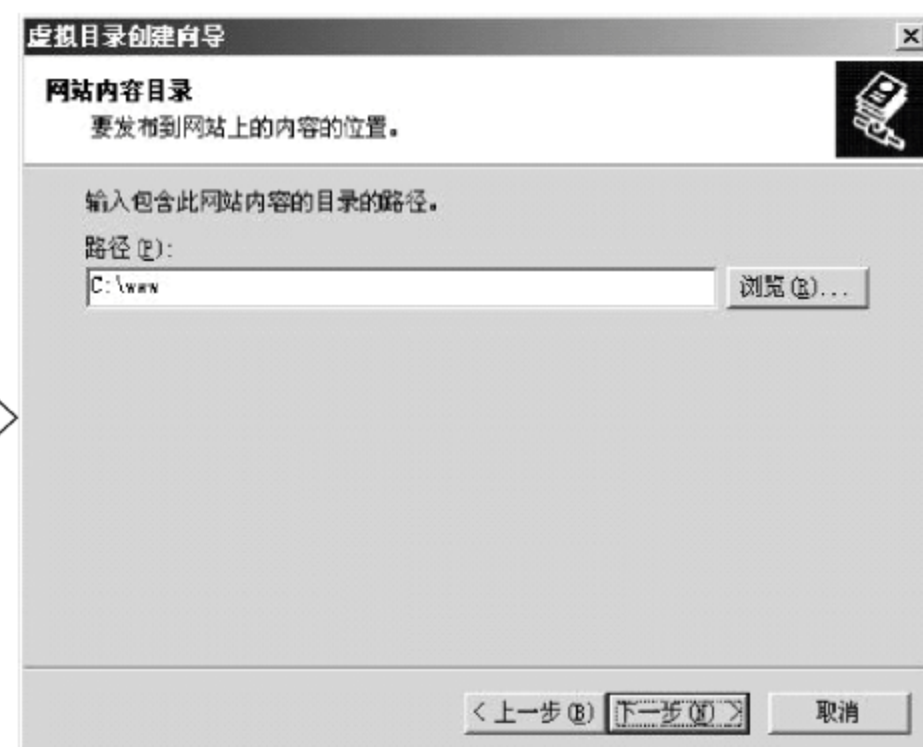 虚拟目录创建向导
网站内容目录
要发布到网站上的内容的位置。
输入包含此网站内容的目录的路径。
路径(P):
C:\www
浏览(R)...
<上一步(B) 下一步(N)> 取消